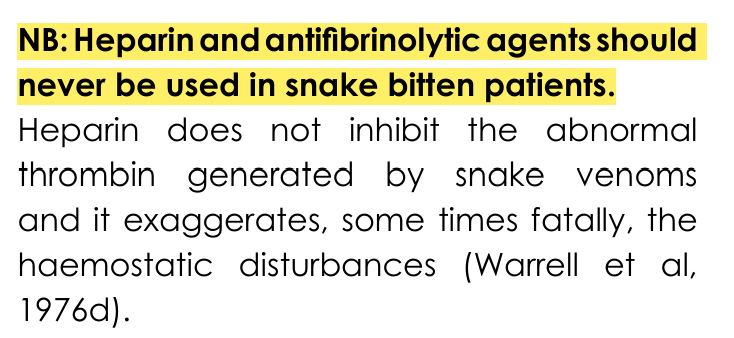 NB: Heparin and antifibrinolytic agents should
never be used in snake bitten patients.
Heparin does not inhibit the abnormal
thrombin generated by snake venoms
and it exaggerates, some times fatally, the
haemostatic disturbances (Warrell et al,
1976d).